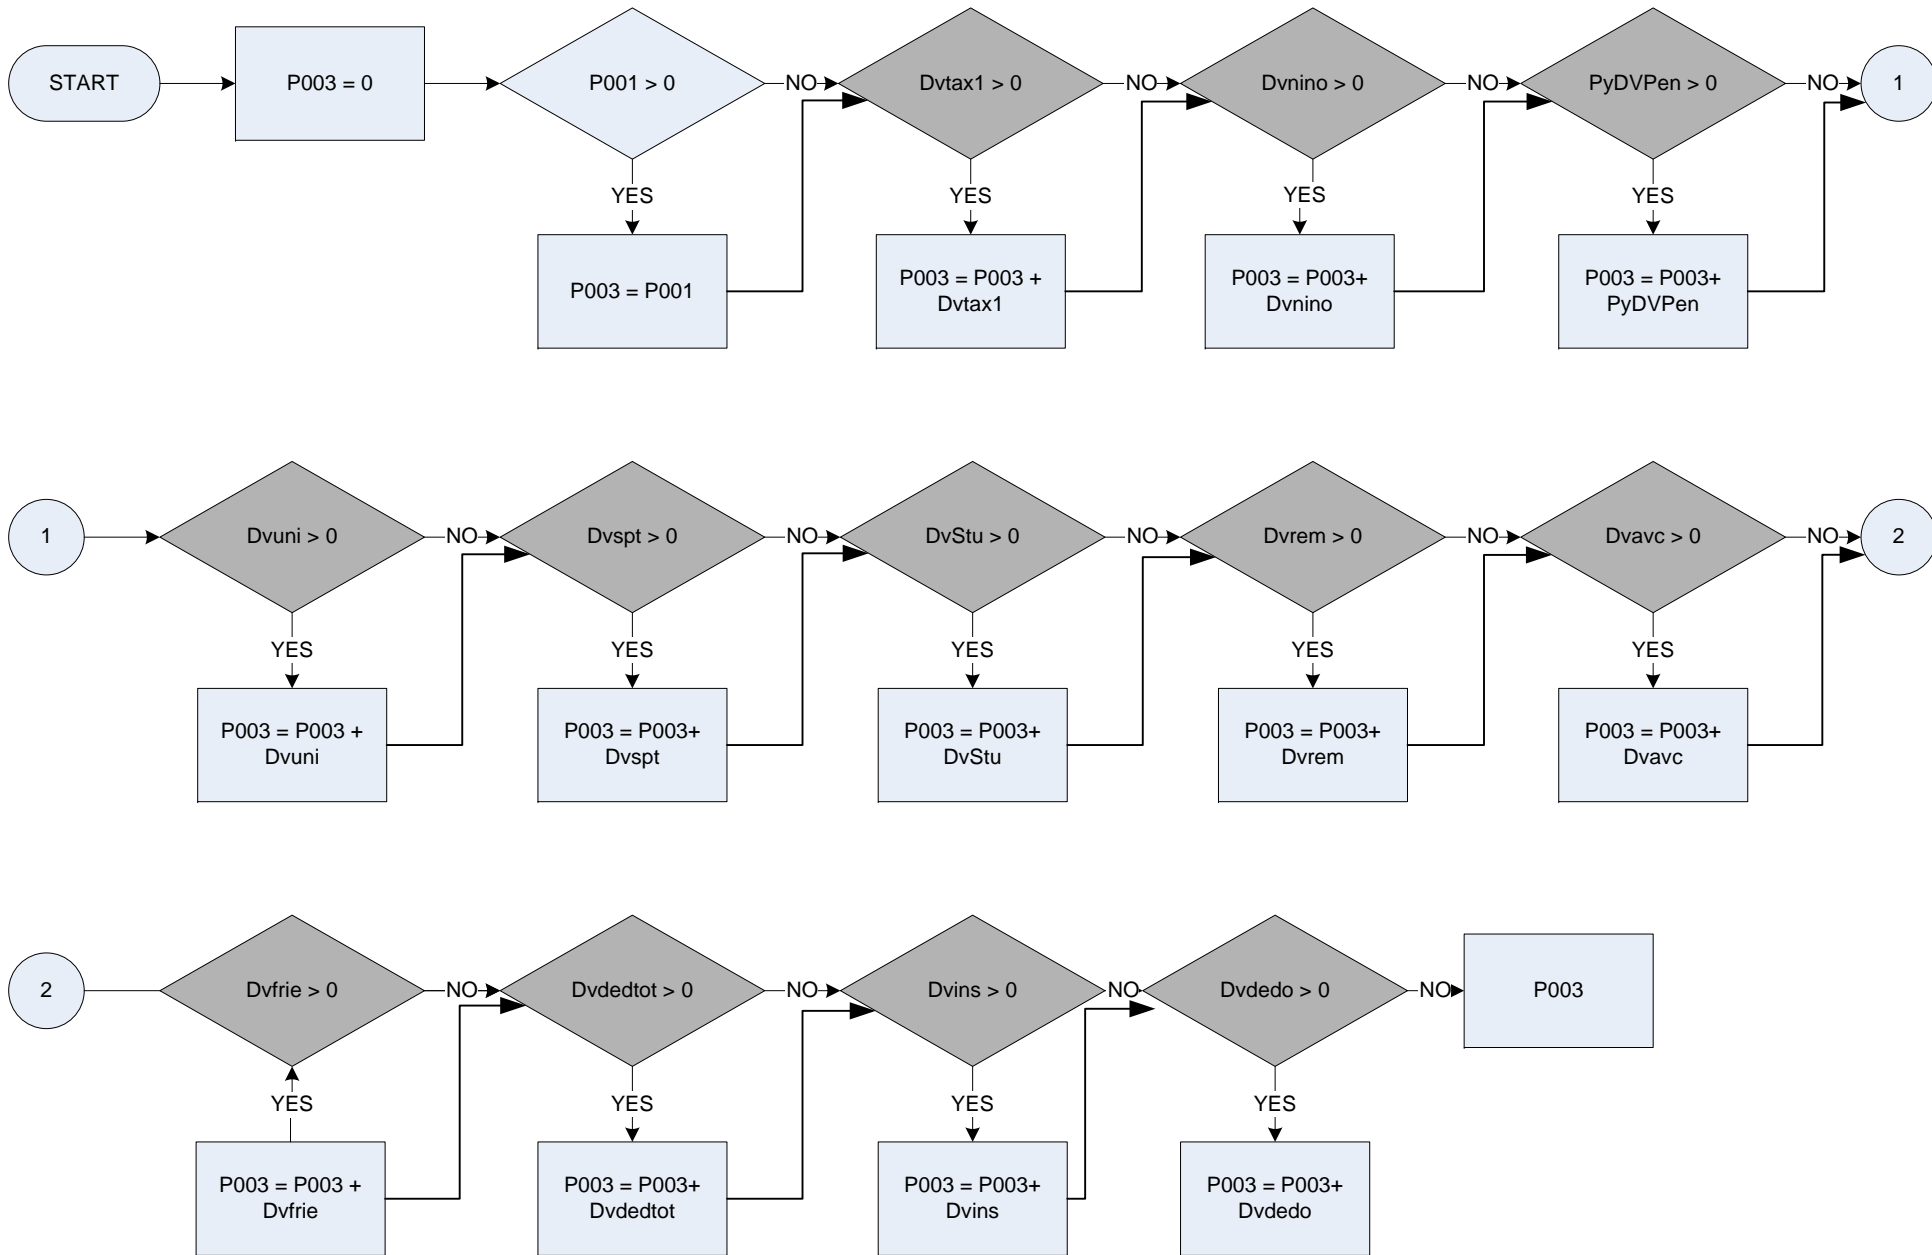 START
P003 = 0
P001 > 0
NO
Dvtax1 > 0
NO
Dvnino > 0
NO
PyDVPen > 0
NO
1
YES
YES
YES
YES
P003 = P001
P003 = P003 +
Dvtax1
P003 = P003+
Dvnino
P003 = P003+
PyDVPen
1
Dvuni > 0
NO
Dvspt > 0
NO
DvStu > 0
NO
Dvrem > 0
NO
Dvavc > 0
NO
2
YES
YES
YES
YES
YES
P003 = P003 +
Dvuni
P003 = P003+
Dvspt
P003 = P003+
DvStu
P003 = P003+
Dvrem
P003 = P003+
Dvavc
2
Dvfrie > 0
NO
Dvdedtot > 0
NO
Dvins > 0
NO
Dvdedo > 0
NO
P003
YES
YES
YES
YES
P003 = P003 +
Dvfrie
P003 = P003+
Dvdedtot
P003 = P003+
Dvins
P003 = P003+
Dvdedo